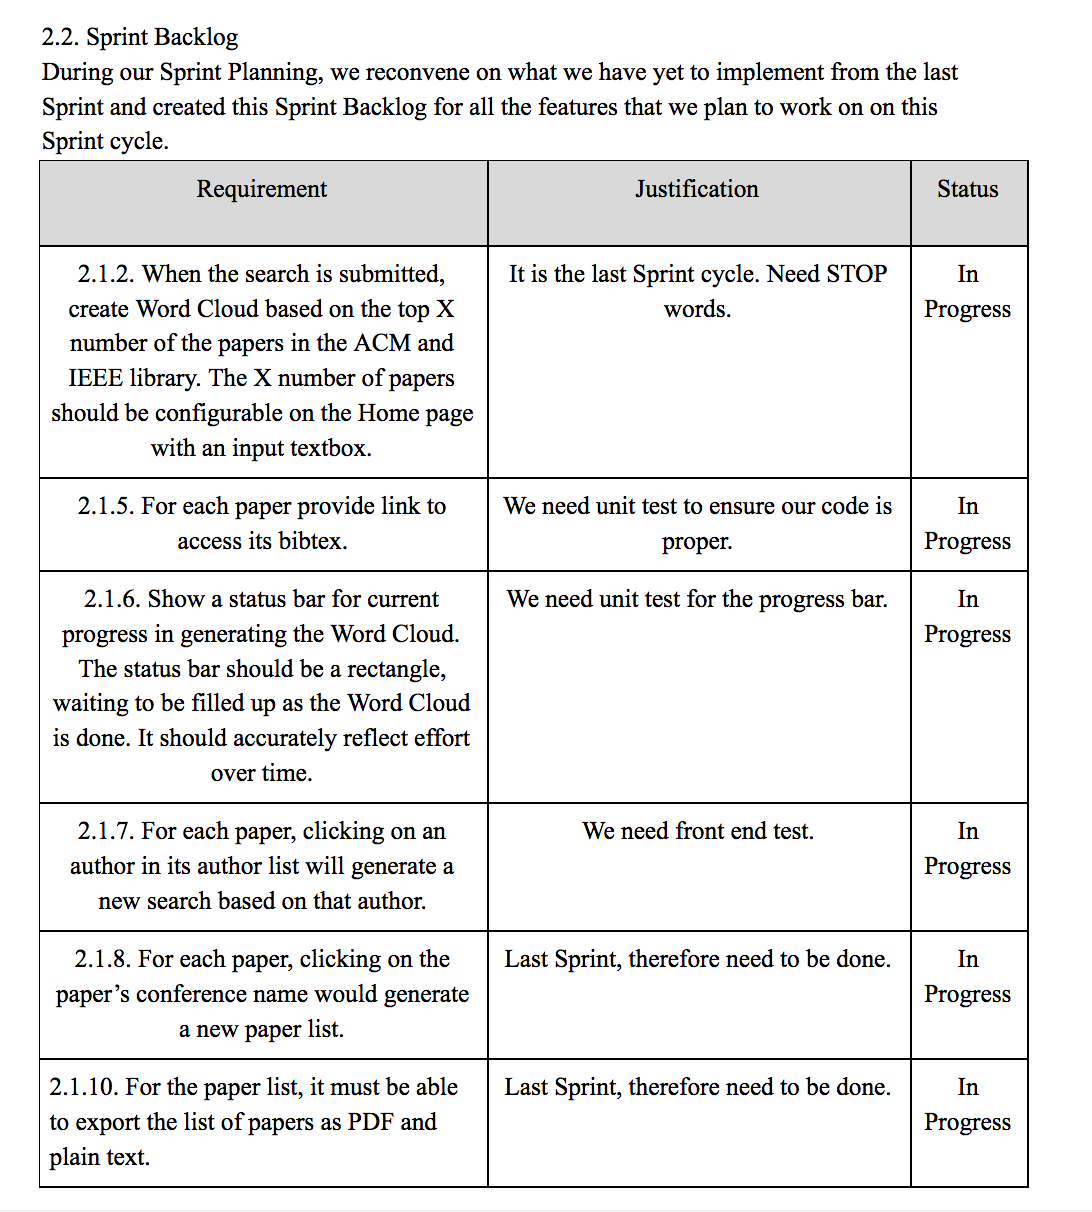 2.2. Sprint Backlog
During our Sprint Planning, we reconvene on what we have yet to implement from the last
Sprint and created this Sprint Backlog for all the features that we plan to work on on this
Sprint cycle.
Requirement
Justification
Status
2.1.2. When the search is submitted,
create Word Cloud based on the top X
number of the papers in the ACM and
IEEE library. The X number of papers
should be configurable on the Home page
with an input textbox.
It is the last Sprint cycle. Need STOP
words.
In
Progress
2.1.5. For each paper provide link to
access its bibtex.
We need unit test to ensure our code is
proper.
In
Progress
2.1.6. Show a status bar for current
progress in generating the Word Cloud.
The status bar should be a rectangle,
waiting to be filled up as the Word Cloud
is done. It should accurately reflect effort
over time.
We need unit test for the progress bar.
In
Progress
2.1.7. For each paper, clicking on an
author in its author list will generate a
new search based on that author.
We need front end test.
In
Progress
2.1.8. For each paper, clicking on the
paper’s conference name would generate
a new paper list.
Last Sprint, therefore need to be done.
In
Progress
2.1.10. For the paper list, it must be able
to export the list of papers as PDF and
plain text.
Last Sprint, therefore need to be done.
In
Progress